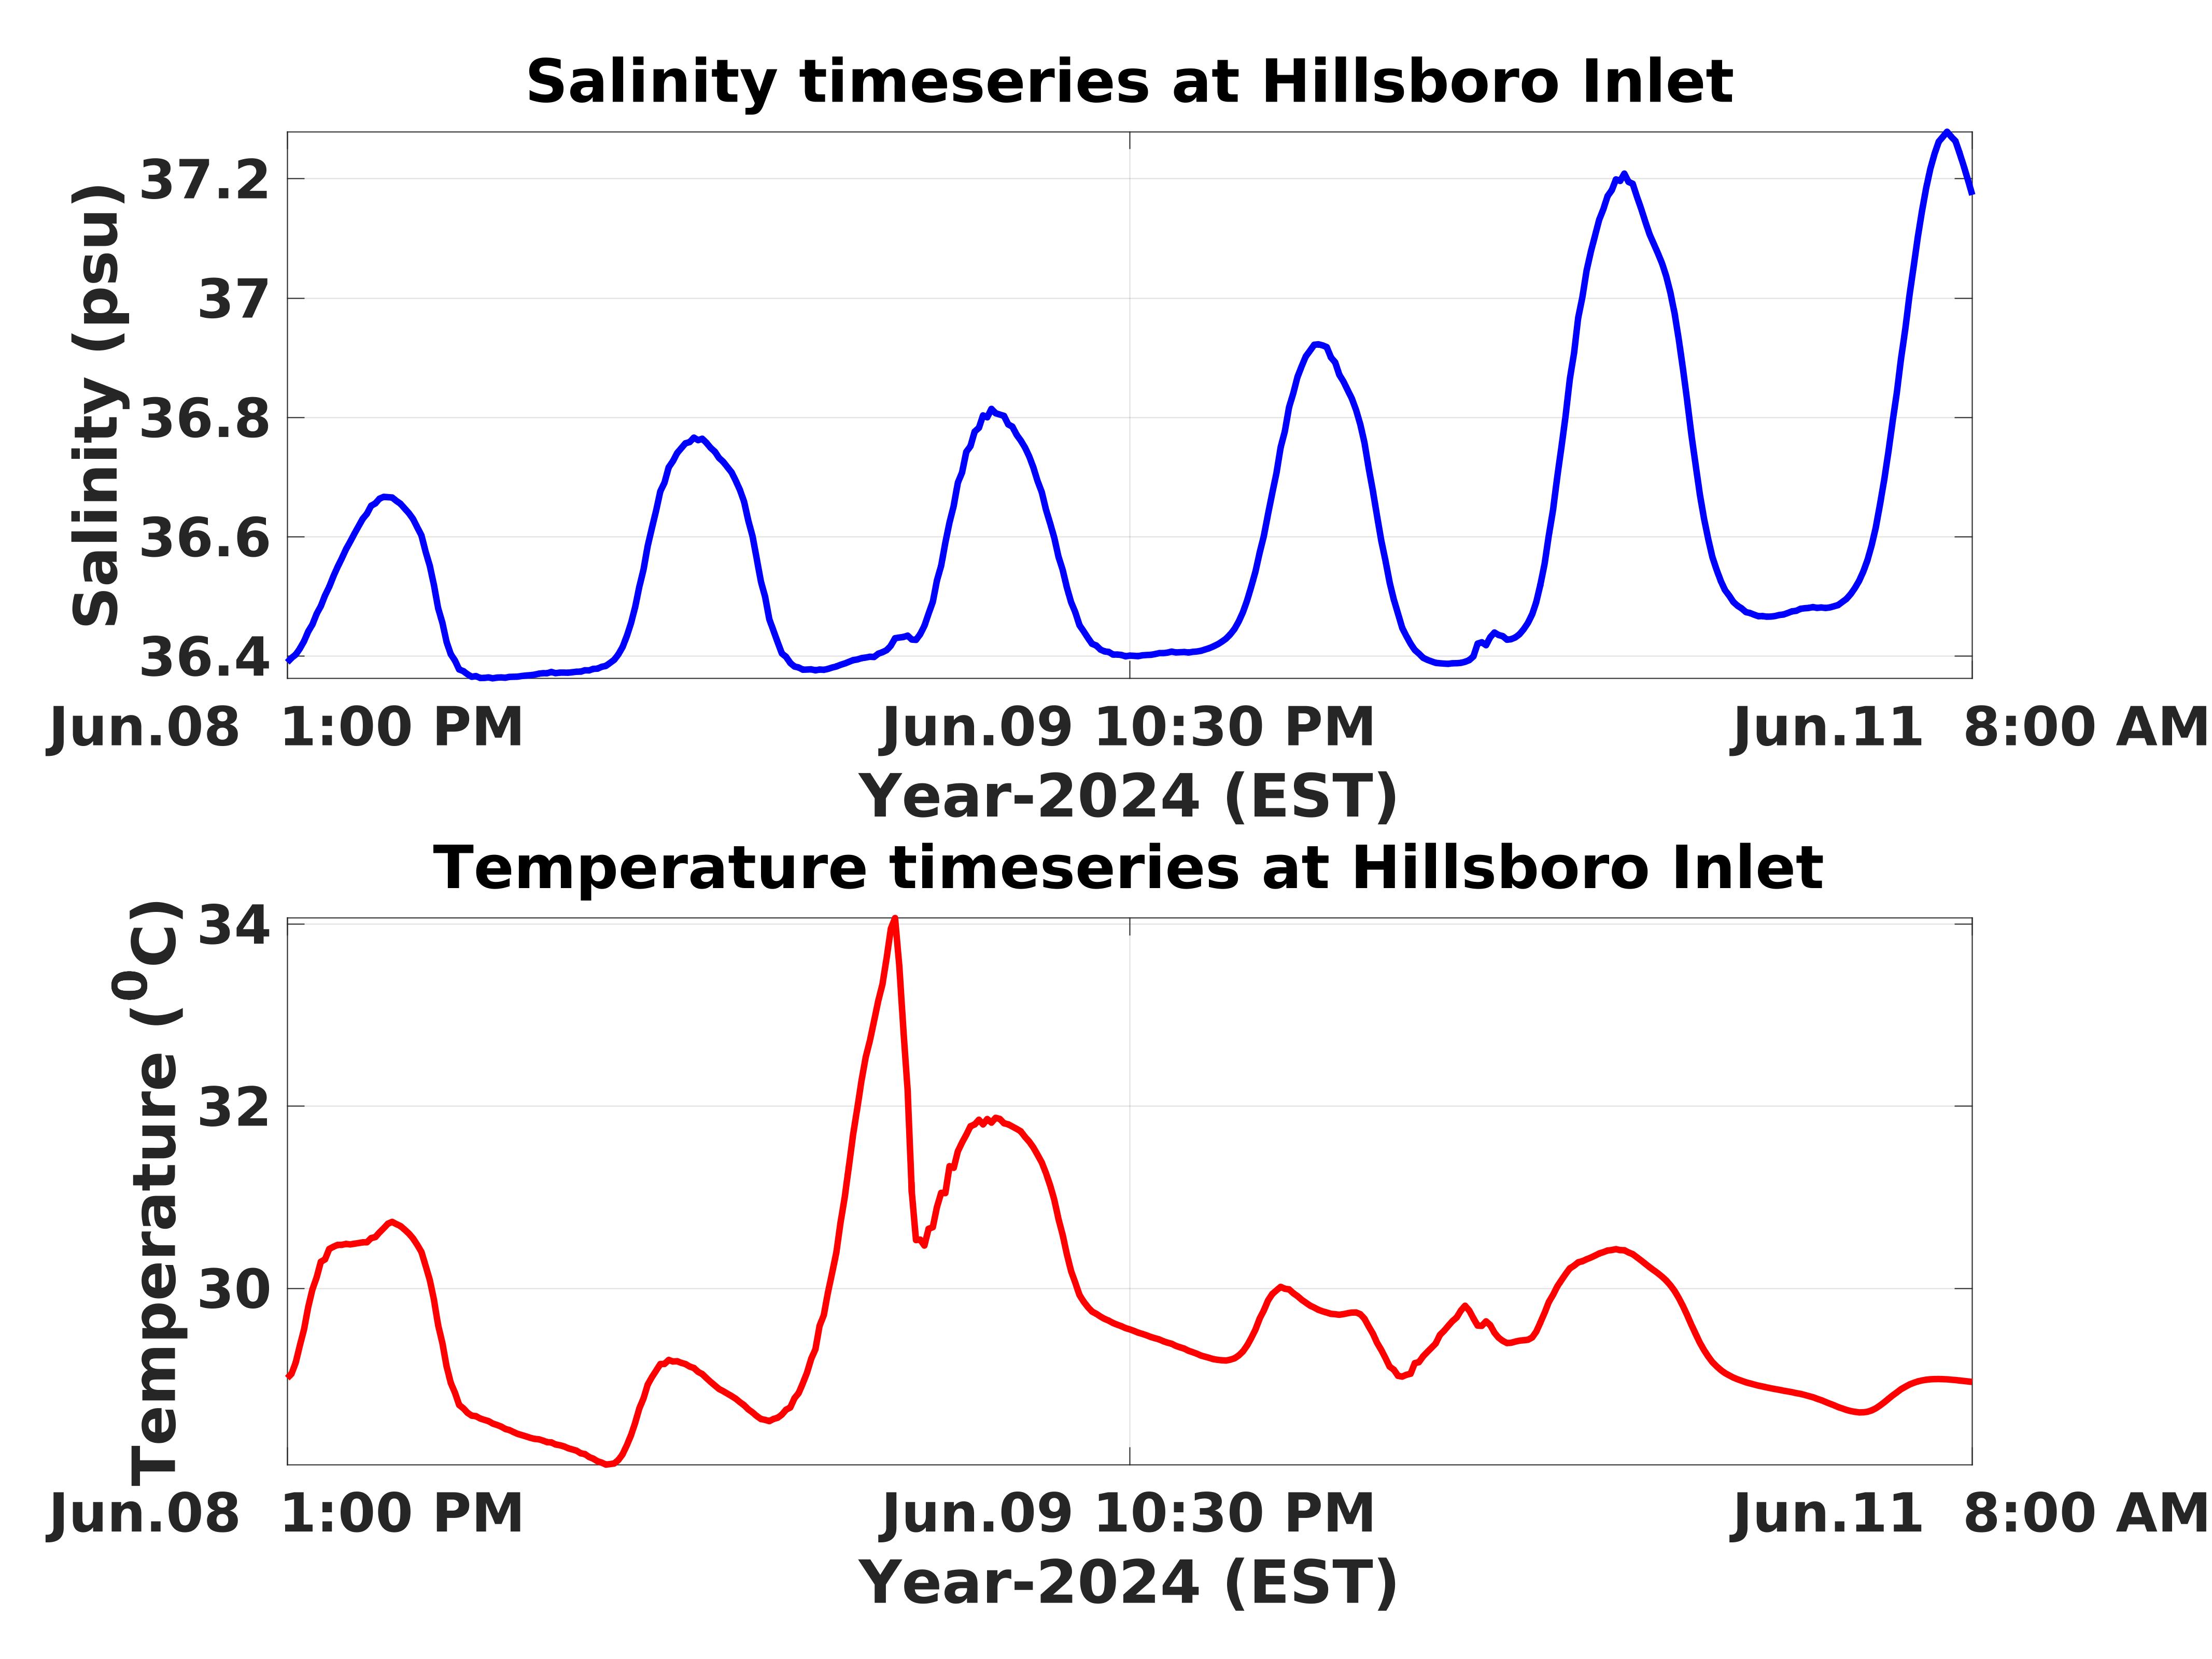 Salinity timeseries at Hillsboro Inlet
Salinity (psu)
37.2
37
36.8
36.6
36.4
Jun.08  1:00 PM
Jun.09 10:30 PM
Jun.11  8:00 AM
Year-2024 (EST)
Temperature timeseries at Hillsboro Inlet
Temperature (⁰C)
34
32
30
Jun.08  1:00 PM
Jun.09 10:30 PM
Jun.11  8:00 AM
Year-2024 (EST)